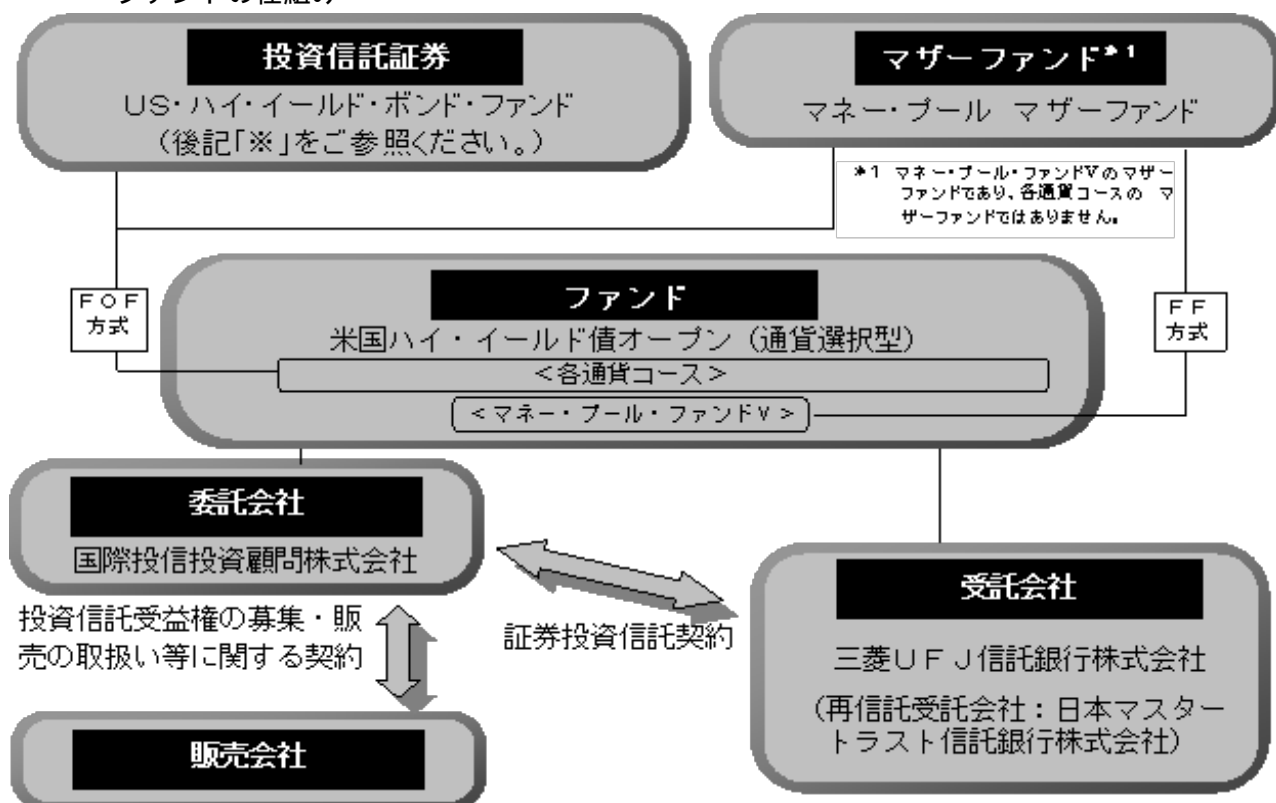 ファンドの仕組み
投資信託証券
US・ハイ・イールド・ボンド・ファンド
(後記「※」をご参照ください。)
マザーファンド*1
マネー・プール マザーファンド
*1 マネー・プール・ファンドVのマザー
ファンドであり、各通貨コースの マ
ザーファンドではありません。
FOF
方式
FF
方式
ファンド
米国ハイ・イールド債オープン (通貨選択型)
<各通貨コース>
<マネー・プール・ファンドV>
委託会社
国際投信投資顧問株式会社
投資信託受益権の募集・販
売の取扱い等に関する契約
証券投資信託契約
受託会社
三菱UFJ信託銀行株式会社
(再信託受託会社:日本マスター
トラスト信託銀行株式会社)
販売会社